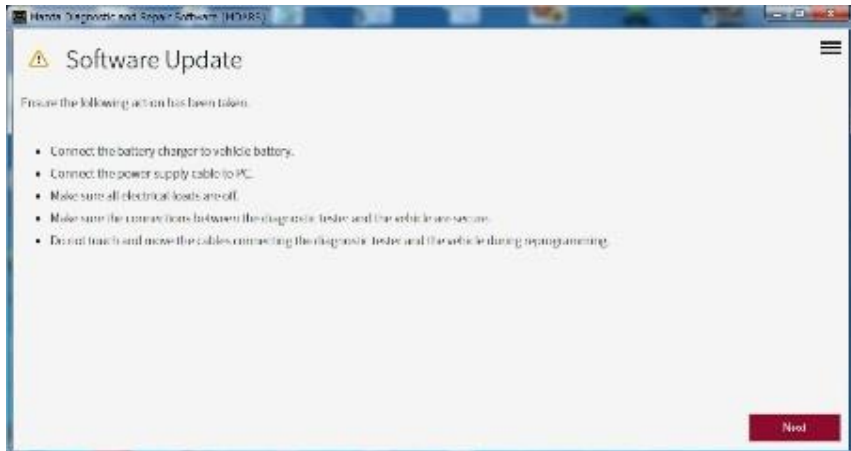 Mazda Diagnostic and Repair Software (MDARS)
Software Update
Ensure the following action has been taken.
Connect the battery charger to vehicle battery.
Connect the power supply cable to PC.
Make sure all electrical loads are off.
Make sure the connections between the diagnostic tester and the vehicle are secure.
Do not touch and move the cables connecting the diagnostic tester and the vehicle during reprogramming.
Next